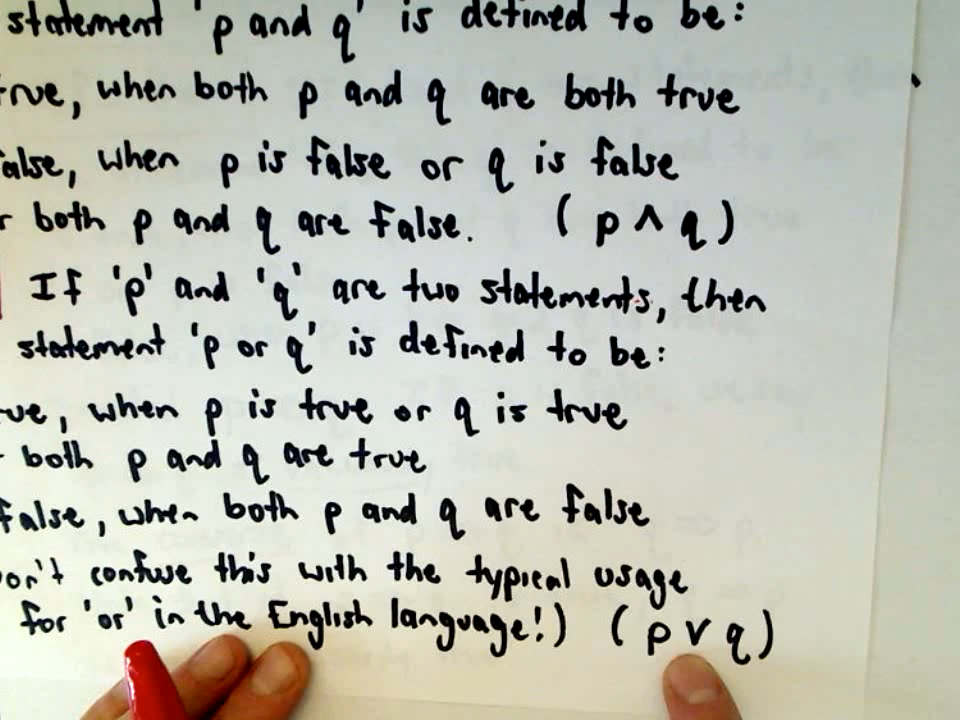 statement 'p and q' is defined to be:
true, when both p and q are both true
false, when p is false or q is false
r both p and q are False. (p ∧ q)
If 'p' and 'q' are two statements, then
statement 'p or q' is defined to be:
rue, when p is true or q is true
both p and q are true
false, when both p and q are false
on't confuse this with the typical usage
for 'or' in the English language!) (p ∨ q)